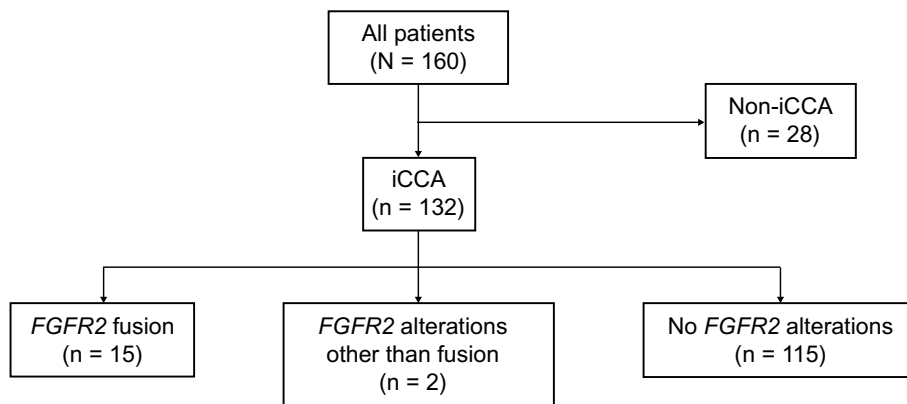 All patients
(N = 160)
Non-iCCA
(n = 28)
iCCA
(n = 132)
FGFR2 fusion
(n = 15)
FGFR2 alterations
other than fusion
(n = 2)
No FGFR2 alterations
(n = 115)